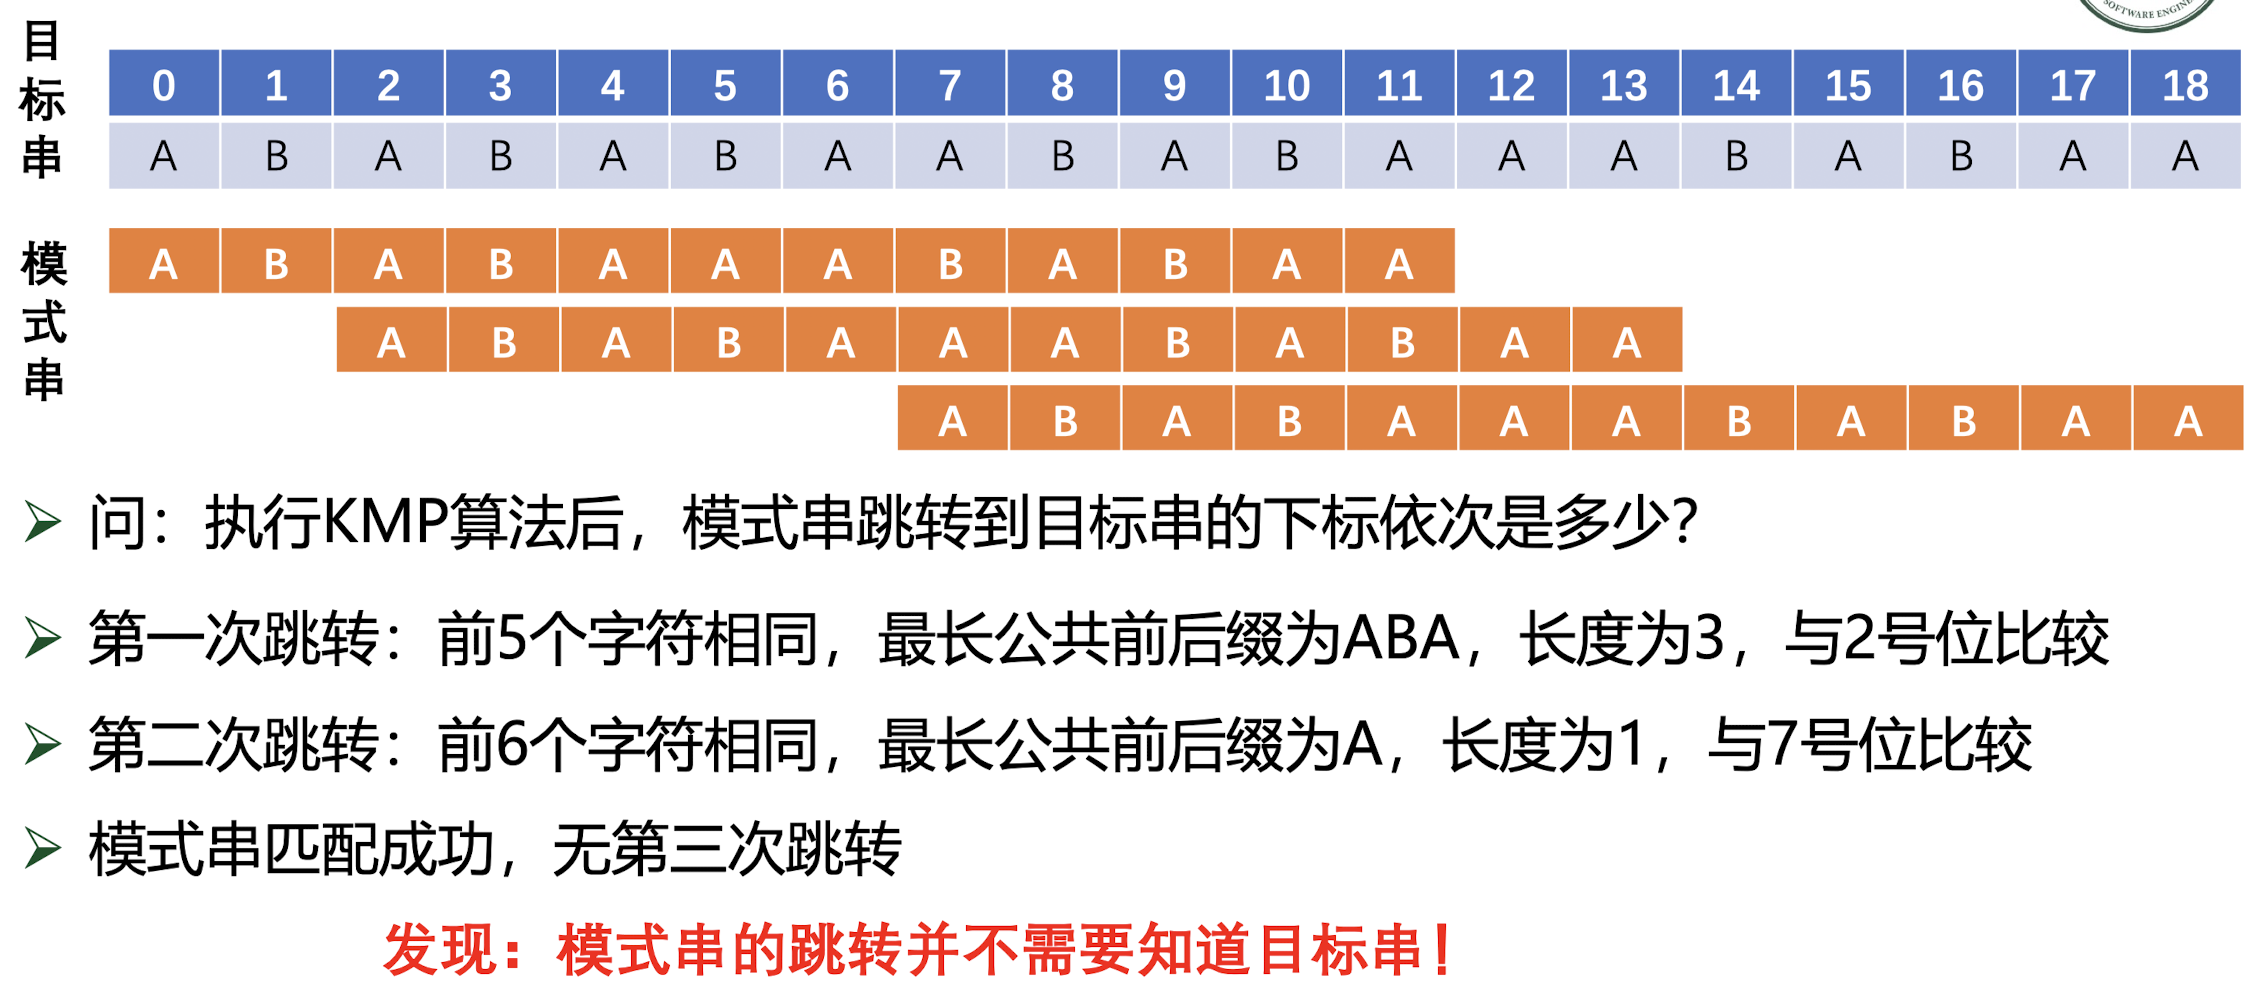 SOFTWARE ENGINE
目标串
0 1 2 3 4 5 6 7 8 9 10 11 12 13 14 15 16 17 18
A B A B A B A A B A B A A A B A B A A
模式串
A B A B A A A B A B A A
A B A B A A A B A B A A
A B A B A A A B A B A A
问：执行KMP算法后，模式串跳转到目标串的下标依次是多少？
第一次跳转：前5个字符相同，最长公共前后缀为ABA，长度为3，与2号位比较
第二次跳转：前6个字符相同，最长公共前后缀为A，长度为1，与7号位比较
模式串匹配成功，无第三次跳转
发现：模式串的跳转并不需要知道目标串！